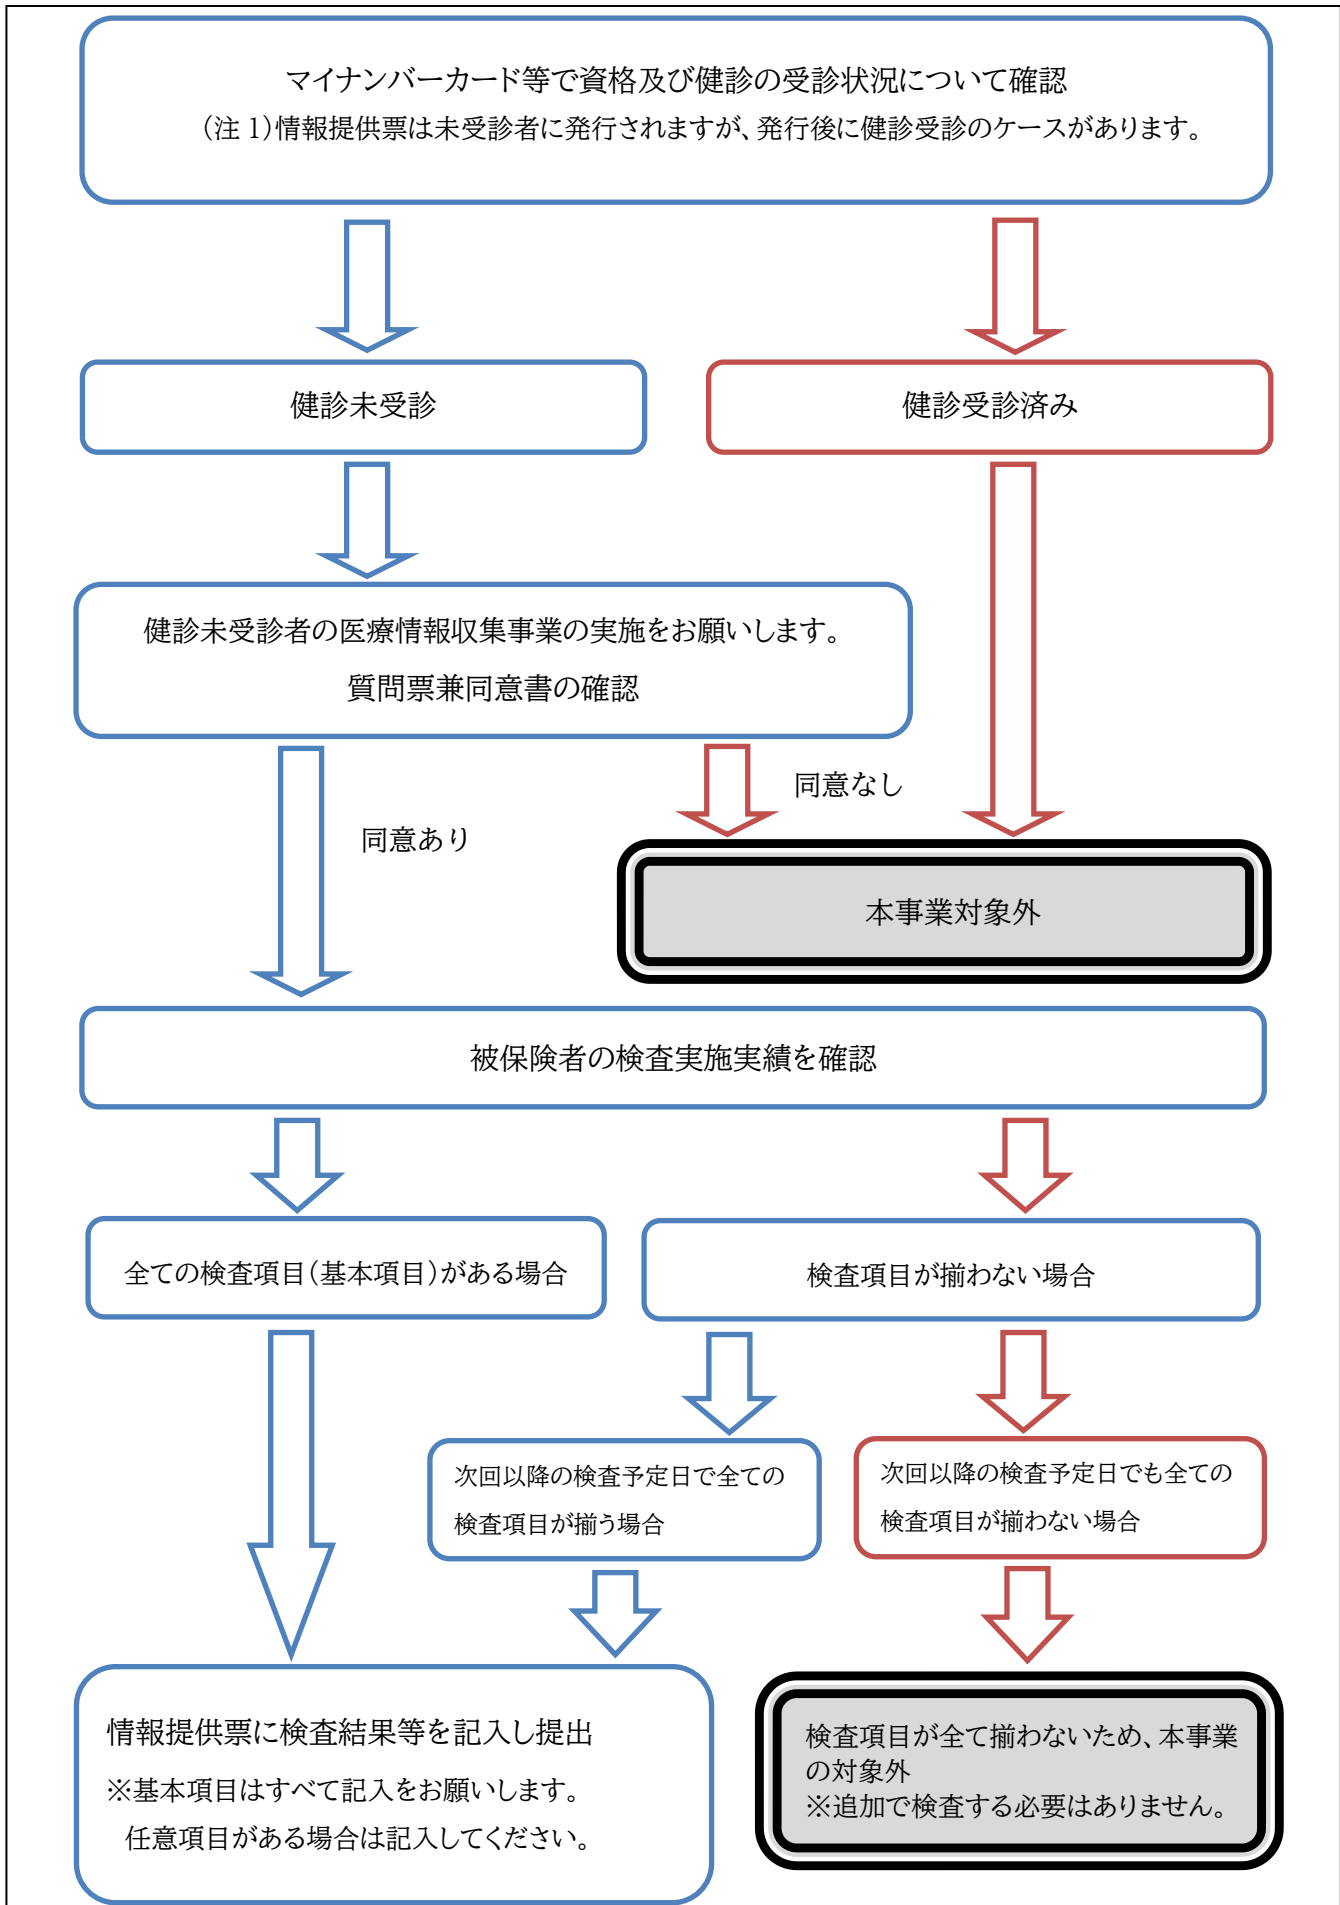 マイナンバーカード等で資格及び健診の受診状況について確認
（注 1）情報提供票は未受診者に発行されますが、発行後に健診受診のケースがあります。
健診未受診
健診受診済み
健診未受診者の医療情報収集事業の実施をお願いします。
質問票兼同意書の確認
同意なし
同意あり
本事業対象外
被保険者の検査実施実績を確認
全ての検査項目（基本項目）がある場合
検査項目が揃わない場合
次回以降の検査予定日で全ての
検査項目が揃う場合
次回以降の検査予定日でも全ての
検査項目が揃わない場合
情報提供票に検査結果等を記入し提出
※基本項目はすべて記入をお願いします。
任意項目がある場合は記入してください。
検査項目が全て揃わないため、本事業
の対象外
※追加で検査する必要はありません。